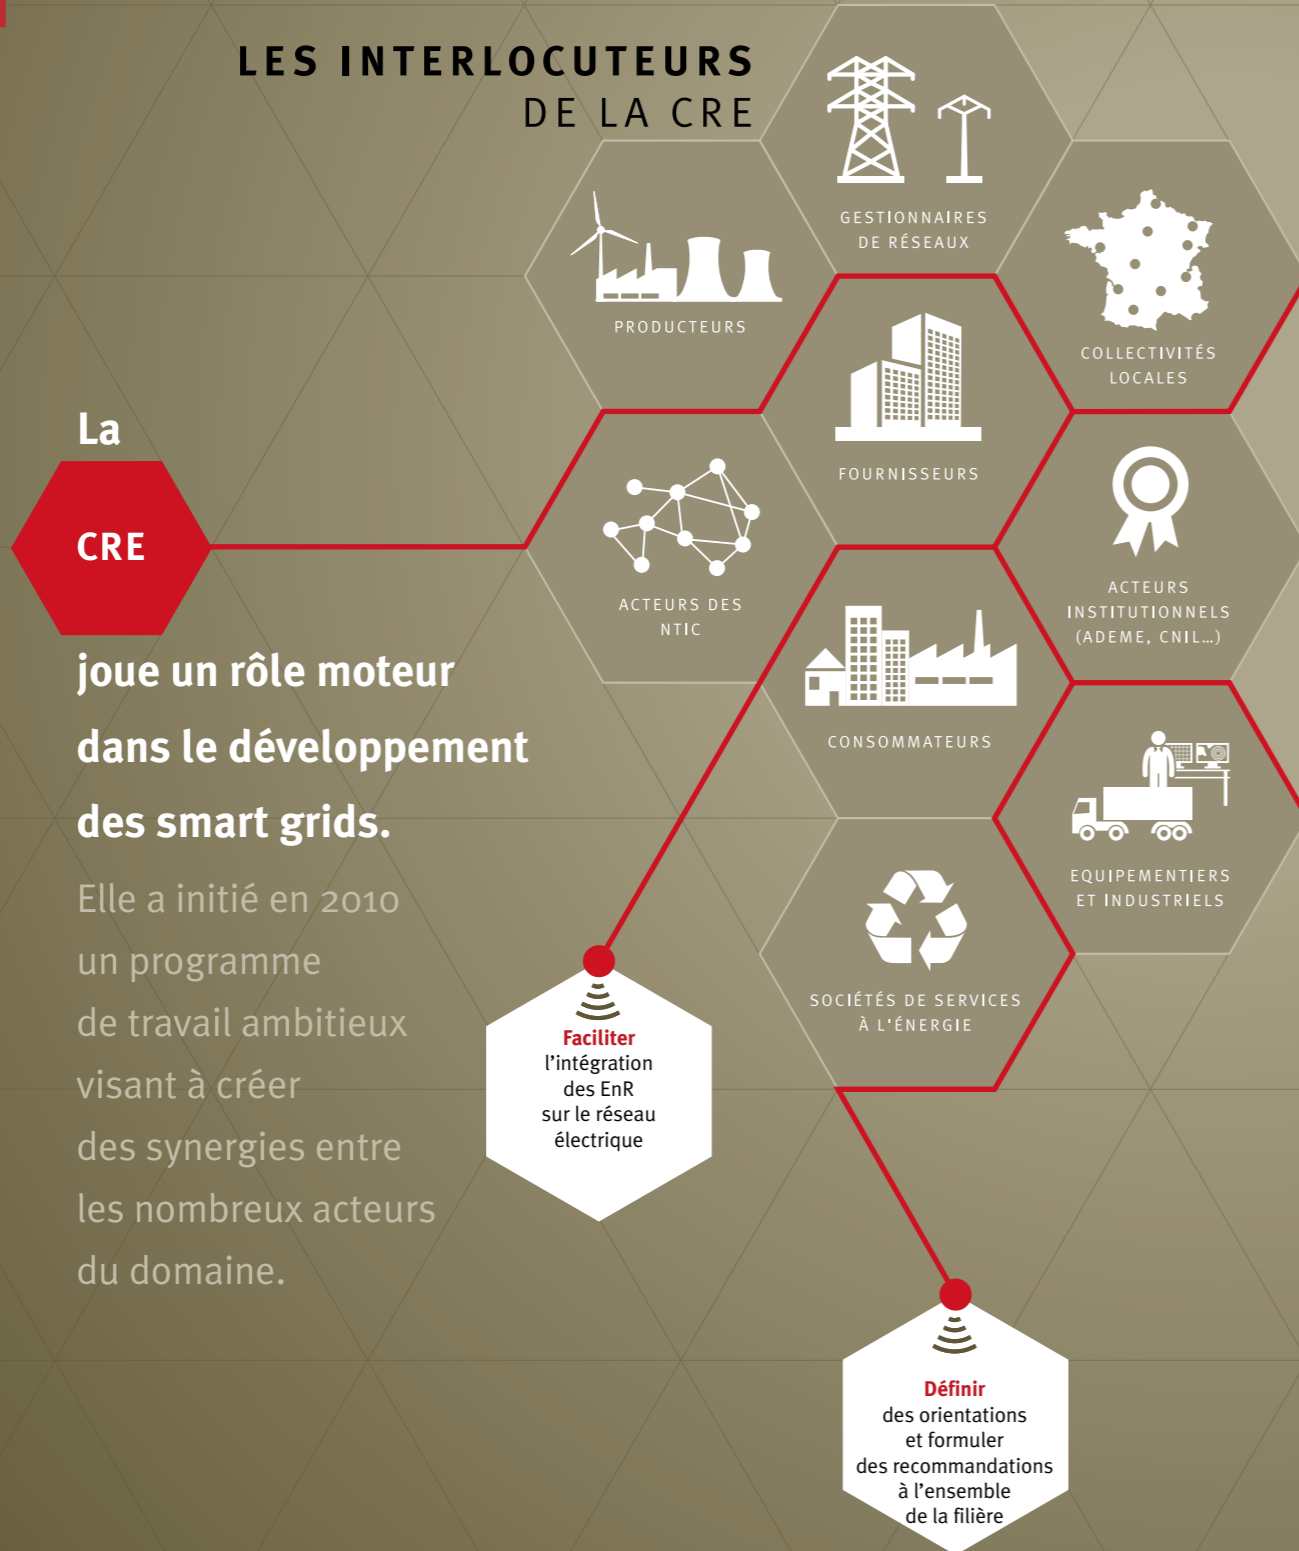 LES INTERLOCUTEURS
DE LA CRE
GESTIONNAIRES
DE RÉSEAUX
PRODUCTEURS
COLLECTIVITÉS
LOCALES
FOURNISSEURS
ACTEURS DES
NTIC
ACTEURS
INSTITUTIONNELS
(ADEME, CNIL…)
CONSOMMATEURS
EQUIPEMENTIERS
ET INDUSTRIELS
SOCIÉTÉS DE SERVICES
À L'ÉNERGIE
La
CRE
joue un rôle moteur
dans le développement
des smart grids.
Elle a initié en 2010
un programme
de travail ambitieux
visant à créer
des synergies entre
les nombreux acteurs
du domaine.
Faciliter
l'intégration
des EnR
sur le réseau
électrique
Définir
des orientations
et formuler
des recommandations
à l'ensemble
de la filière